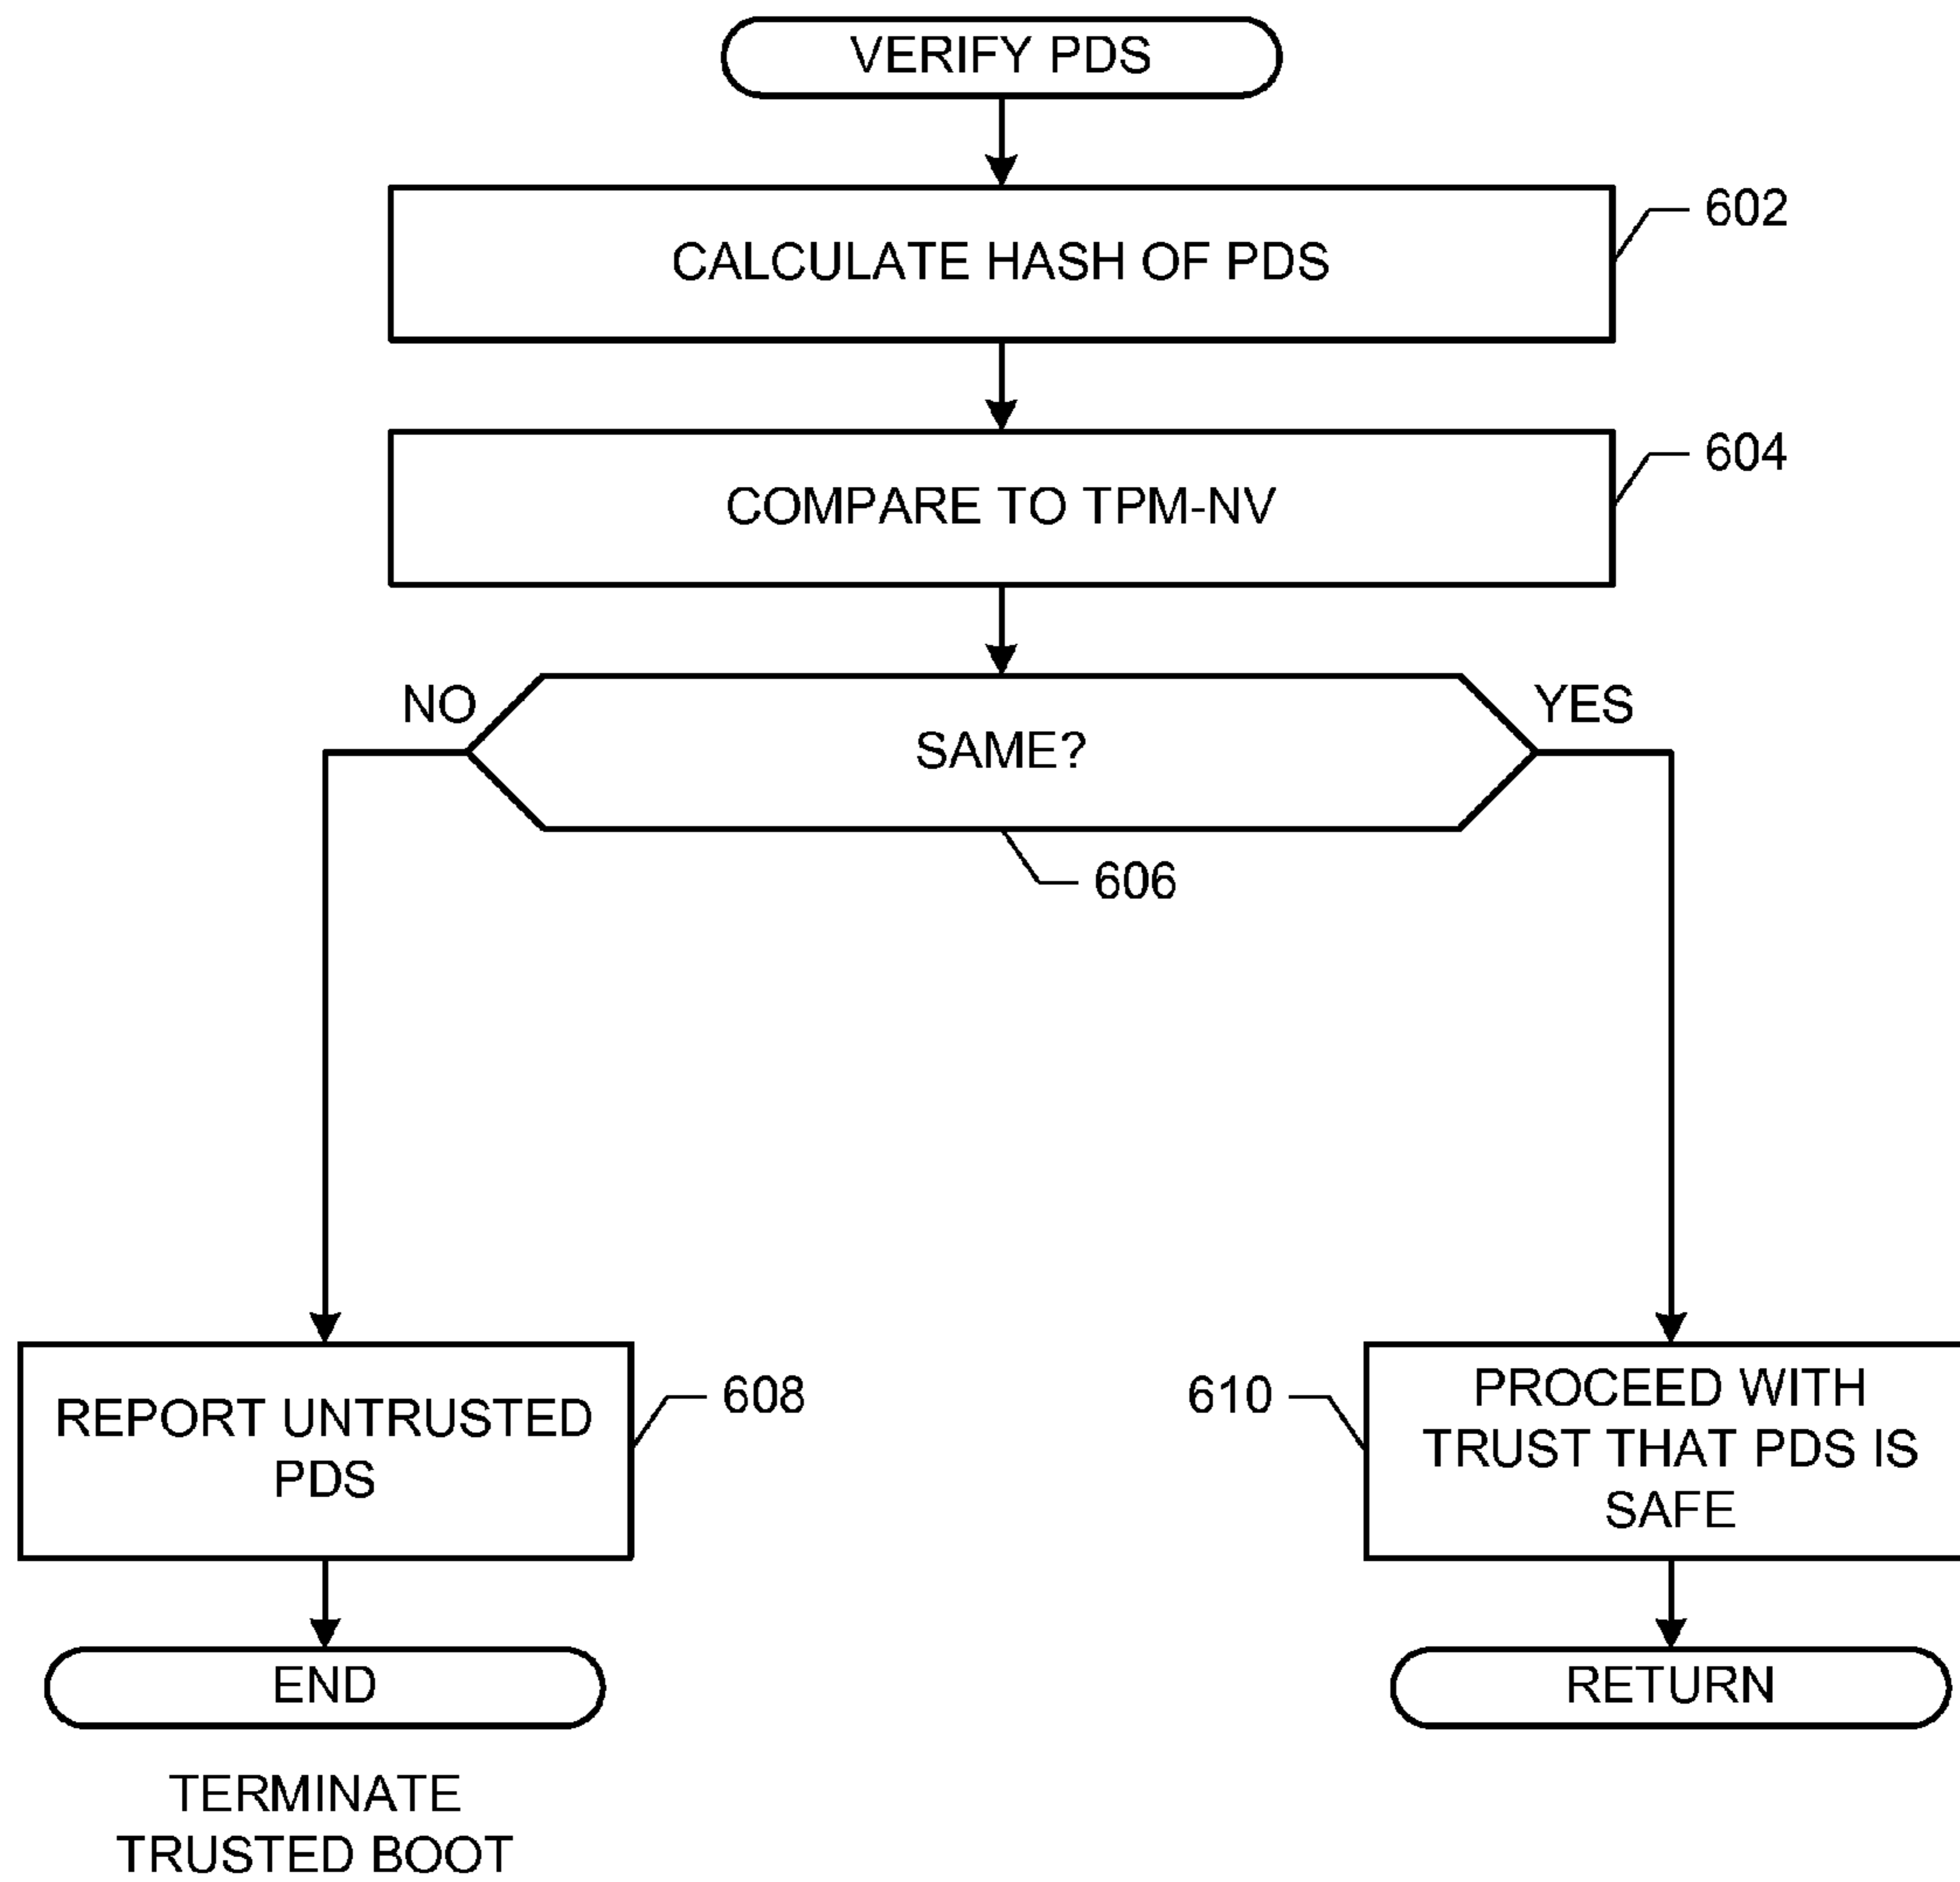 VERIFY PDS
602
CALCULATE HASH OF PDS
604
COMPARE TO TPM-NV
NO
YES
SAME?
606
REPORT UNTRUSTED
PDS
608
610
PROCEED WITH
TRUST THAT PDS IS
SAFE
END
RETURN
TERMINATE
TRUSTED BOOT